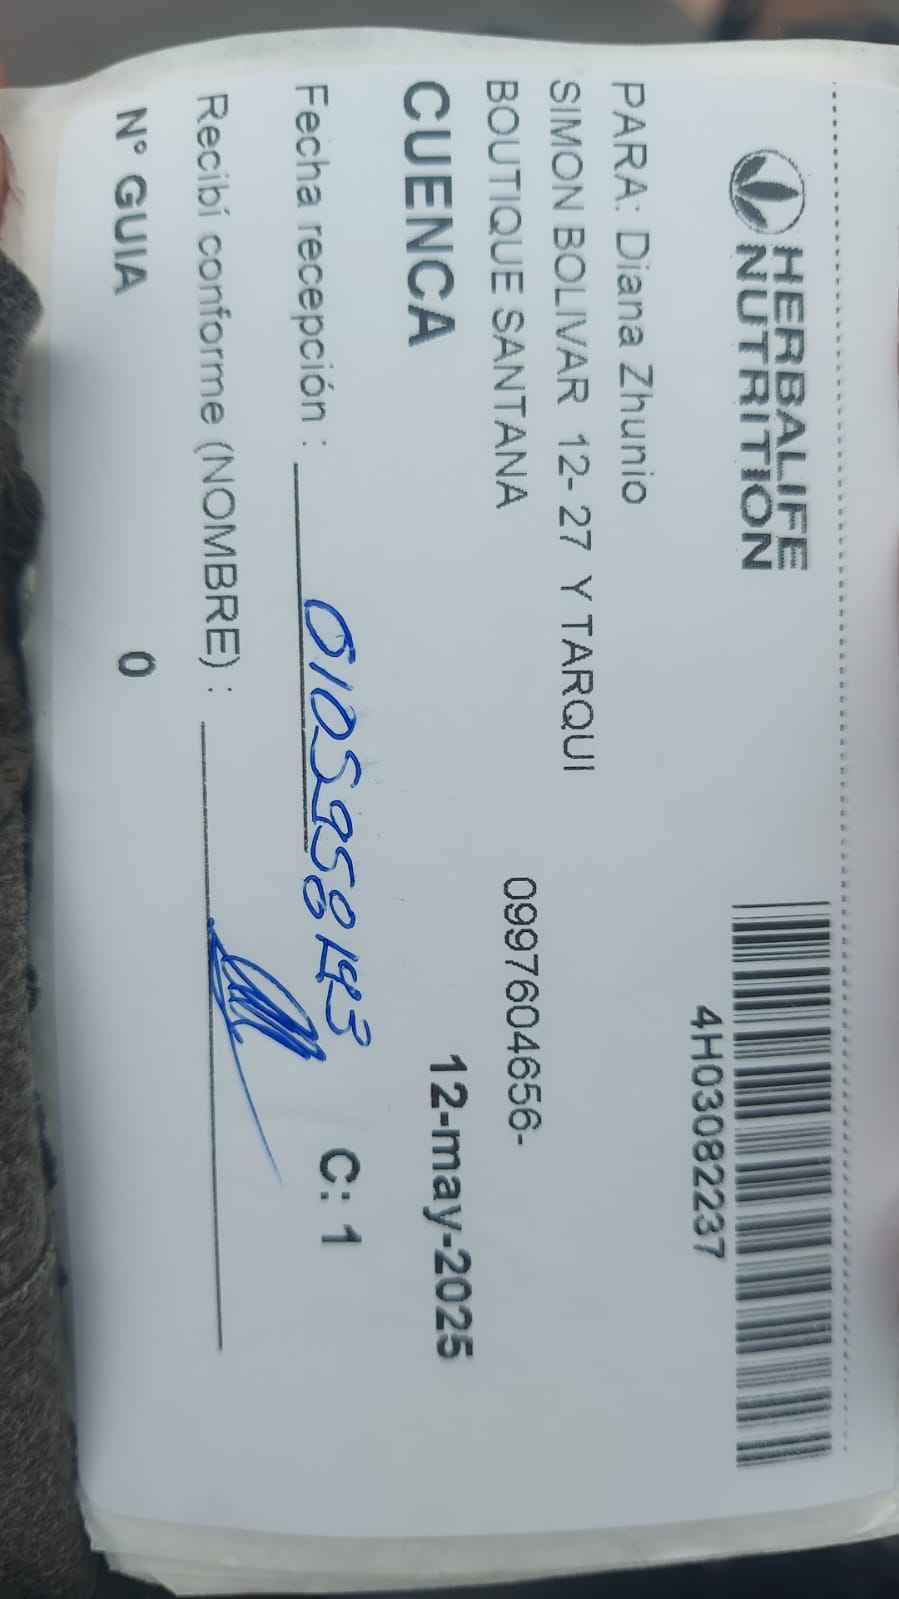 HERBALIFE
NUTRITION
4H03082237
PARA: Diana Zhunio
SIMON BOLIVAR 12- 27 Y TARQUI
BOUTIQUE SANTANA 0997604656-
CUENCA 12-may-2025
Fecha recepción : 0105958143 C: 1
Recibí conforme (NOMBRE) :
N° GUIA 0